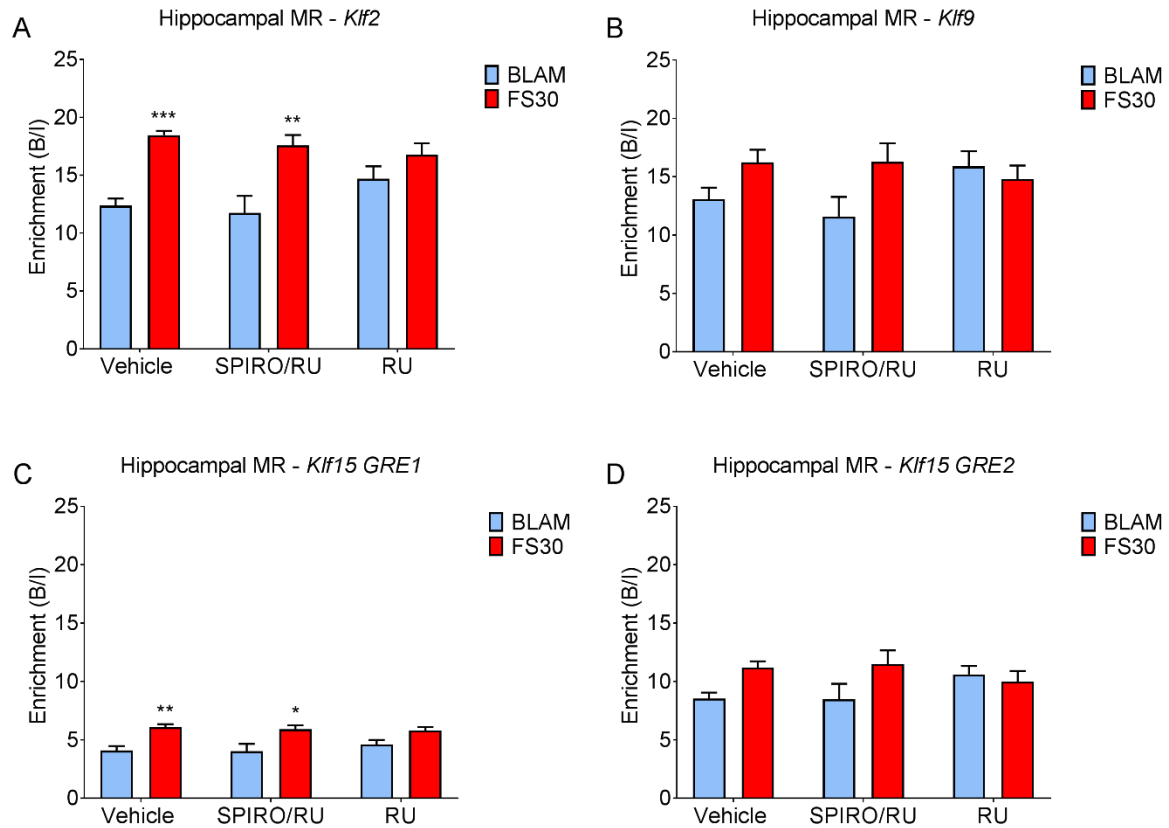 A
Hippocampal MR - Klf2
25
20
15
10
5
0
Enrichment (B/I)
*** **
Vehicle SPIRO/RU RU
BLAM
FS30
B
Hippocampal MR - Klf9
25
20
15
10
5
0
Enrichment (B/I)
Vehicle SPIRO/RU RU
BLAM
FS30
C
Hippocampal MR - Klf15 GRE1
25
20
15
10
5
0
Enrichment (B/I)
** *
Vehicle SPIRO/RU RU
BLAM
FS30
D
Hippocampal MR - Klf15 GRE2
25
20
15
10
5
0
Enrichment (B/I)
Vehicle SPIRO/RU RU
BLAM
FS30